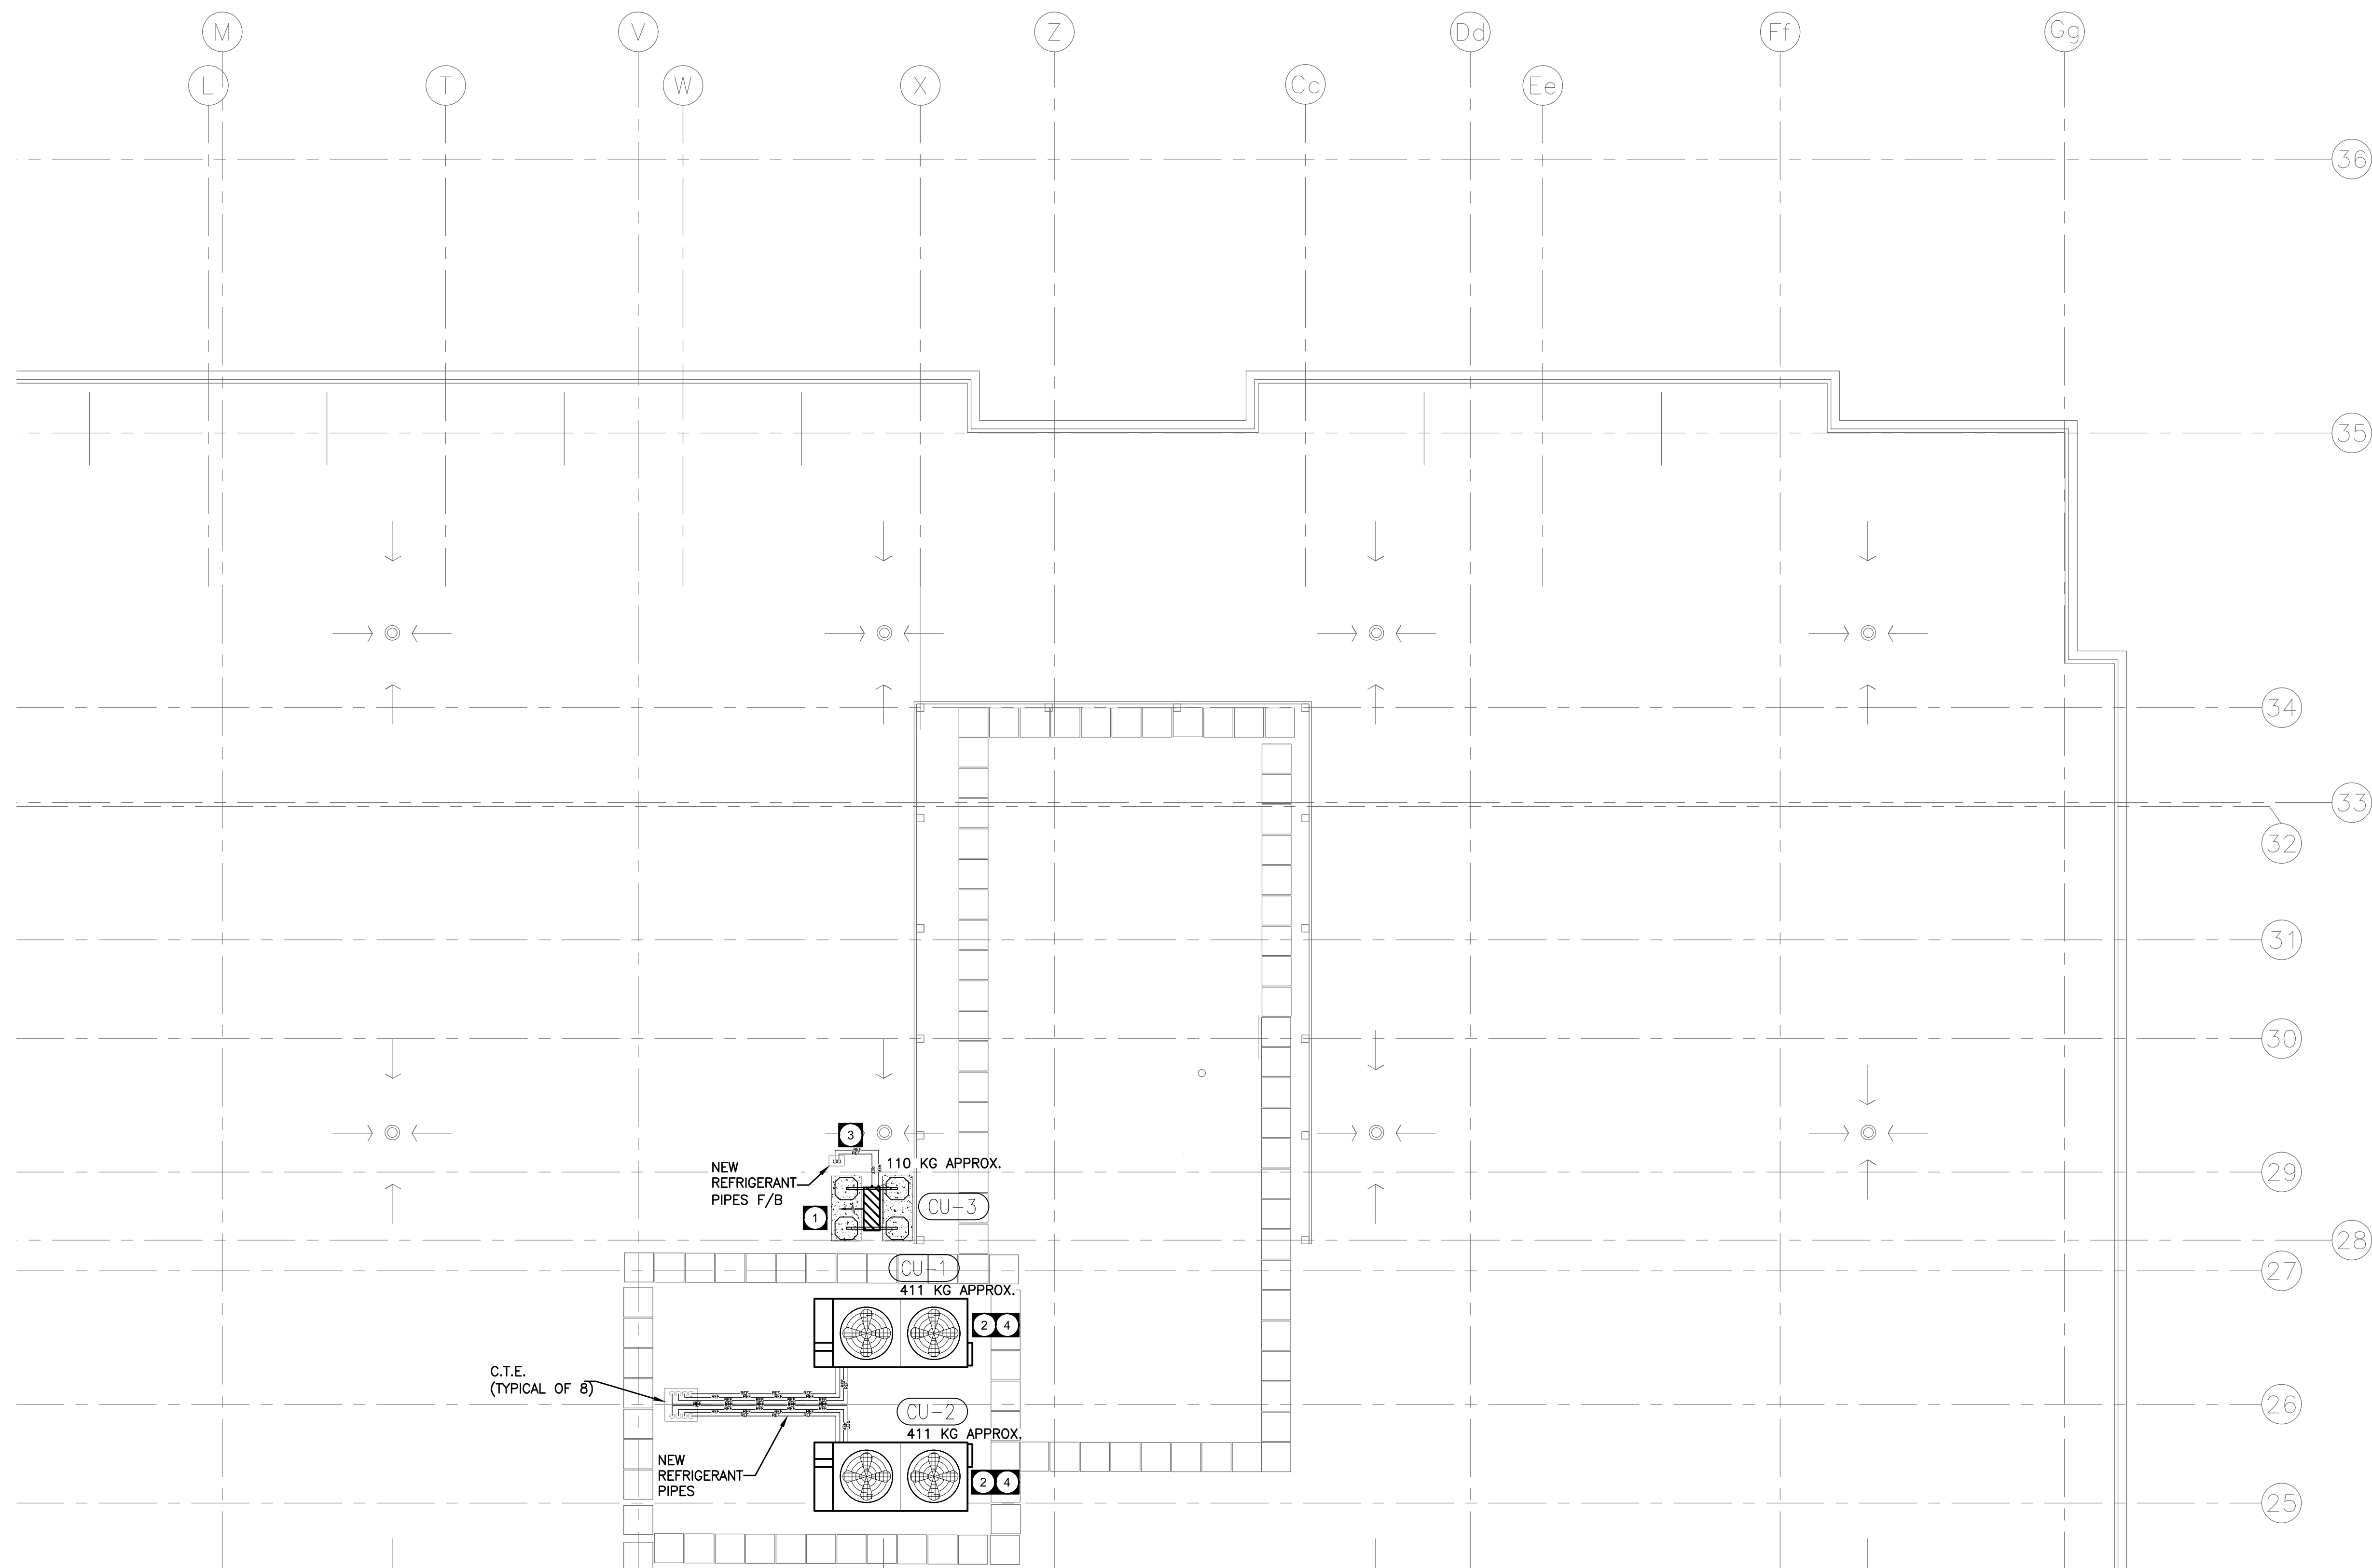 M
V
Z
Dd
Ff
Gg
L
T
W
X
Cc
Ee
36
35
34
33
32
31
30
3
110 KG APPROX.
NEW
REFRIGERANT
PIPES F/B
29
CU-3
1
28
CU-1
27
411 KG APPROX.
2 4
C.T.E.
(TYPICAL OF 8)
26
CU-2
411 KG APPROX.
NEW
REFRIGERANT
PIPES
2 4
25